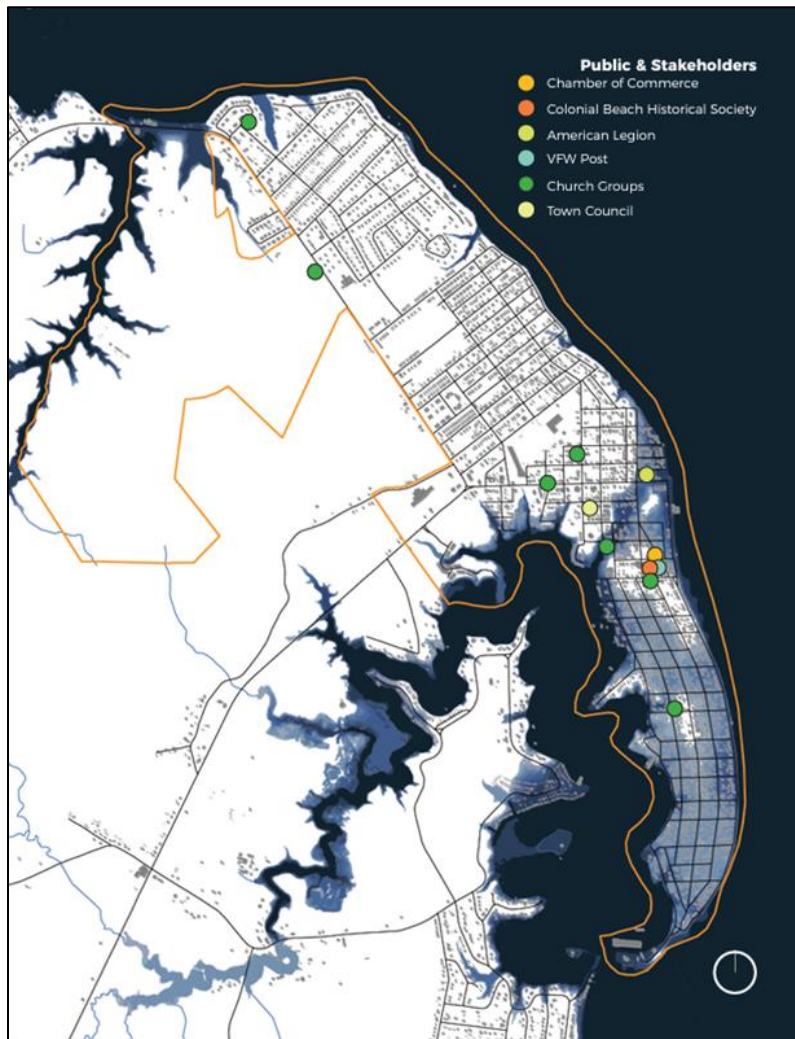 Public & Stakeholders
Chamber of Commerce
Colonial Beach Historical Society
American Legion
VFW Post
Church Groups
Town Council